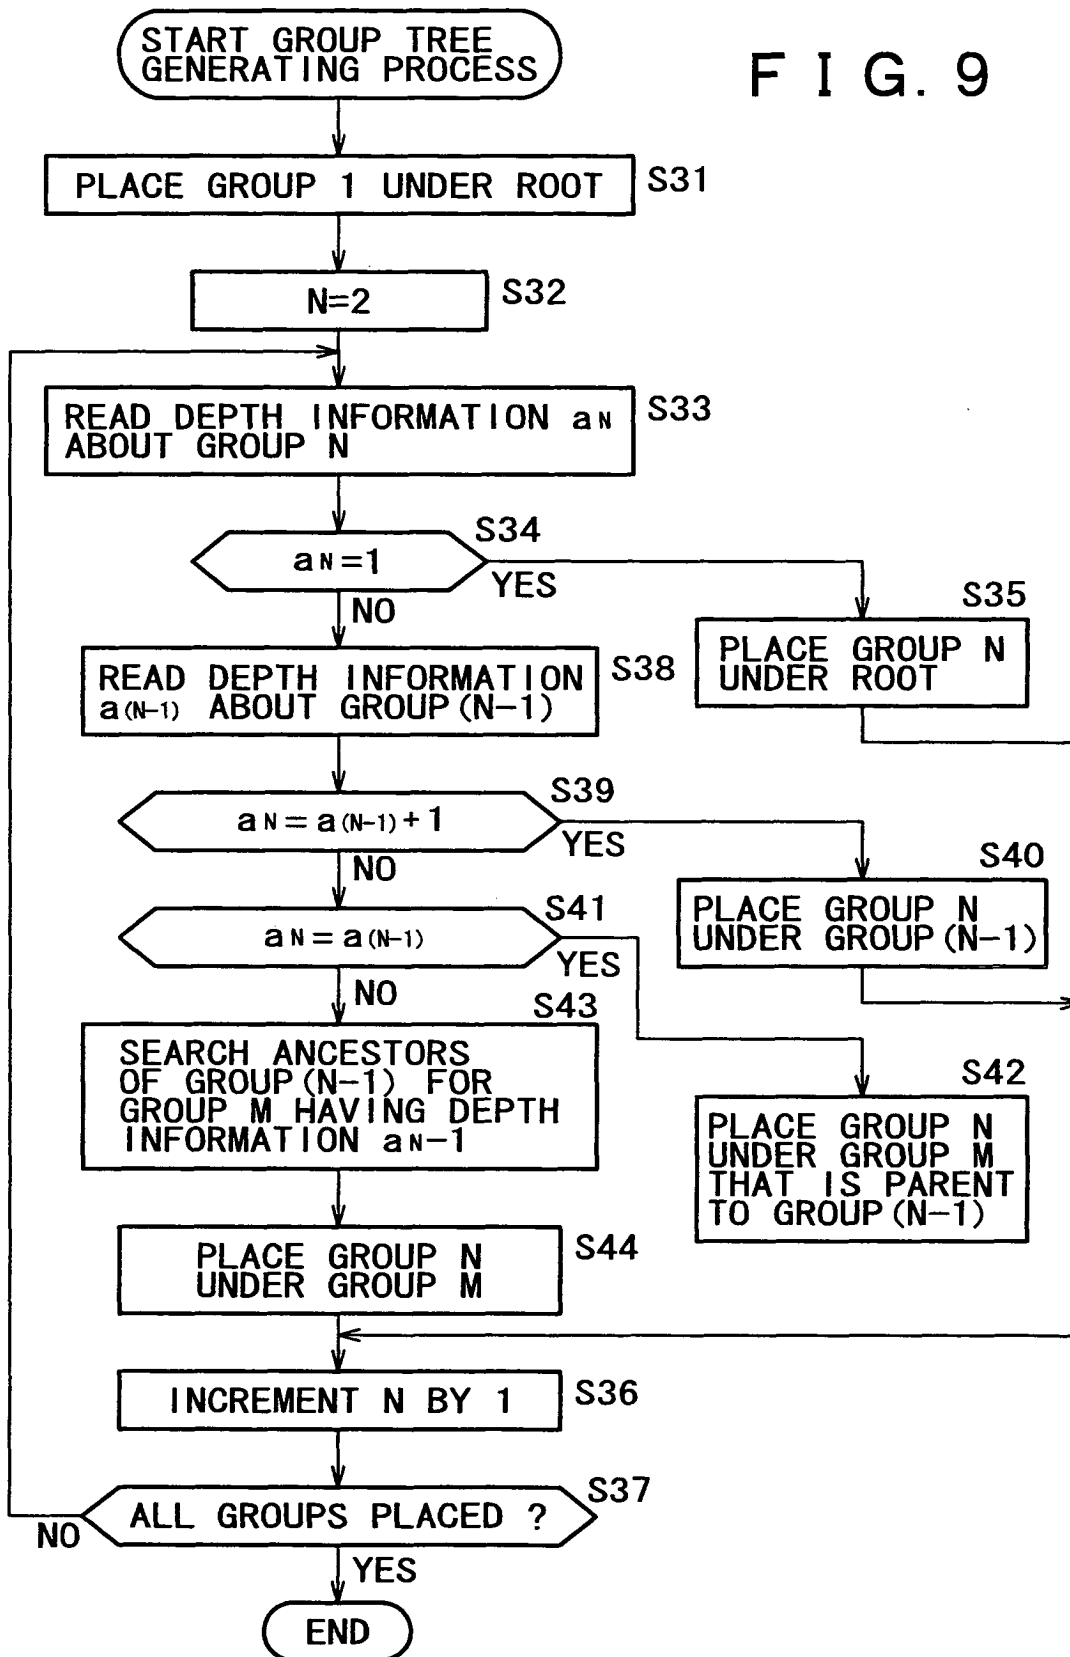 START GROUP TREE
GENERATING PROCESS
FIG. 9
PLACE GROUP 1 UNDER ROOT
S31
N=2
S32
READ DEPTH INFORMATION aN
ABOUT GROUP N
S33
aN=1
S34
YES
NO
S35
PLACE GROUP N
UNDER ROOT
READ DEPTH INFORMATION
a(N-1) ABOUT GROUP(N-1)
S38
aN=a(N-1)+1
S39
YES
NO
S40
PLACE GROUP N
UNDER GROUP(N-1)
aN=a(N-1)
S41
YES
NO
S43
SEARCH ANCESTORS
OF GROUP(N-1) FOR
GROUP M HAVING DEPTH
INFORMATION aN-1
S42
PLACE GROUP N
UNDER GROUP M
THAT IS PARENT
TO GROUP(N-1)
PLACE GROUP N
UNDER GROUP M
S44
INCREMENT N BY 1
S36
ALL GROUPS PLACED ?
S37
NO
YES
END